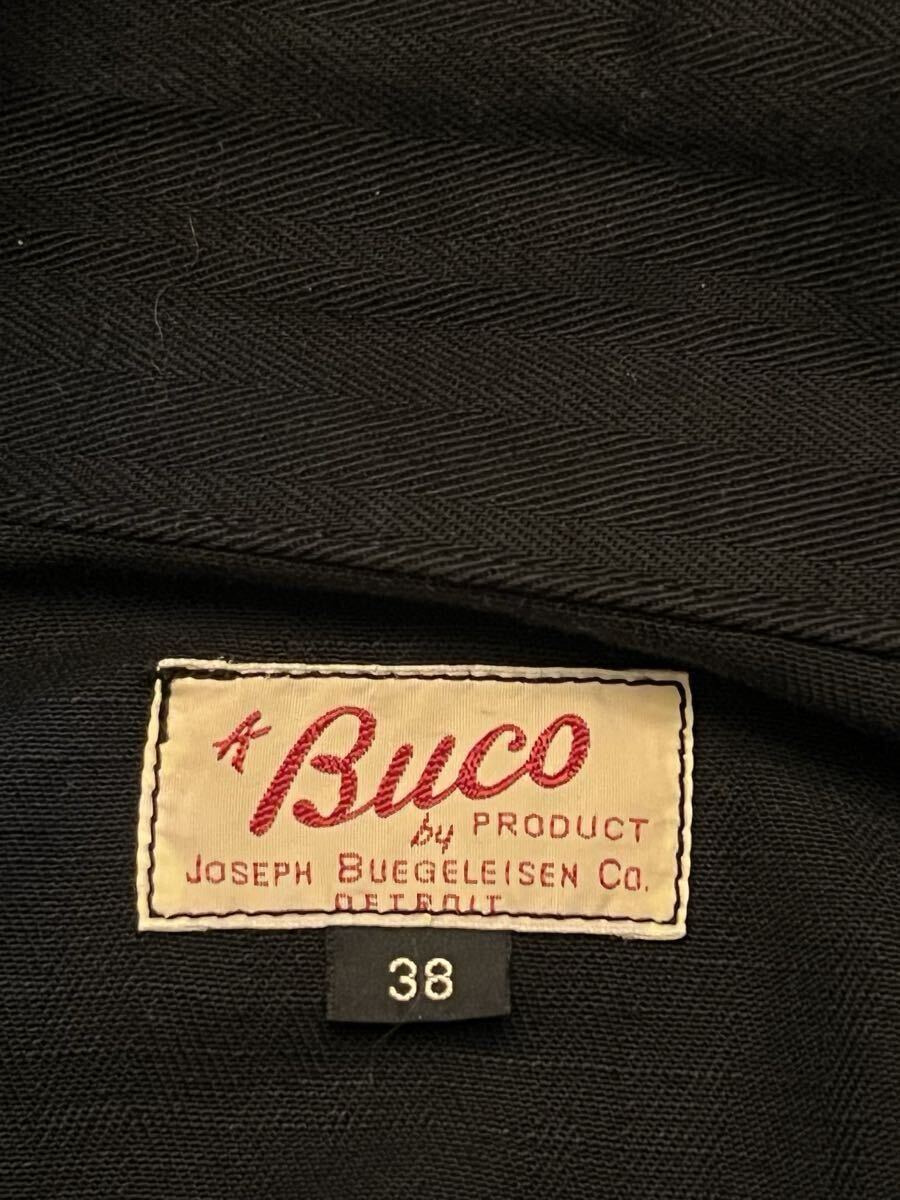 A Buco
by PRODUCT
JOSEPH BUEGELEISEN CO.
DETROIT
38